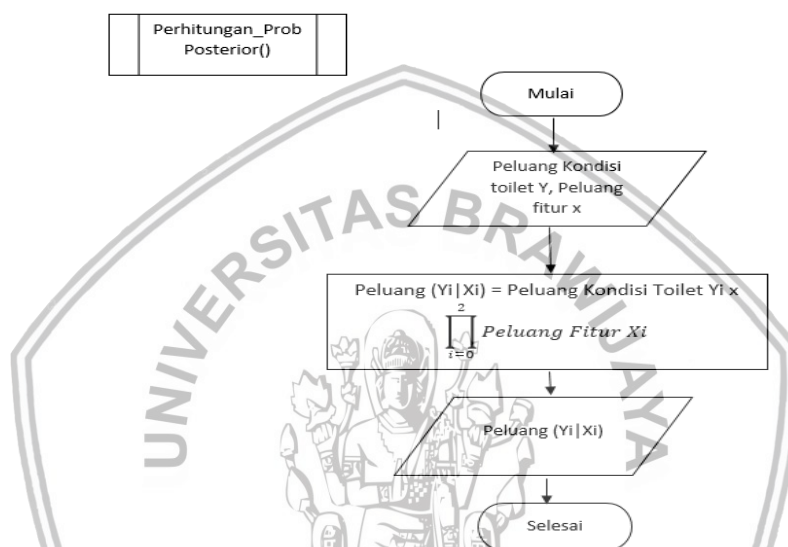 Perhitungan_Prob
Posterior()
Mulai
Peluang Kondisi
toilet Y, Peluang
fitur x
UNIVERSITAS BRAWIJAYA
Peluang (Yi|Xi) = Peluang Kondisi Toilet Yi x
2
∏ Peluang Fitur Xi
i=0
Peluang (Yi|Xi)
Selesai